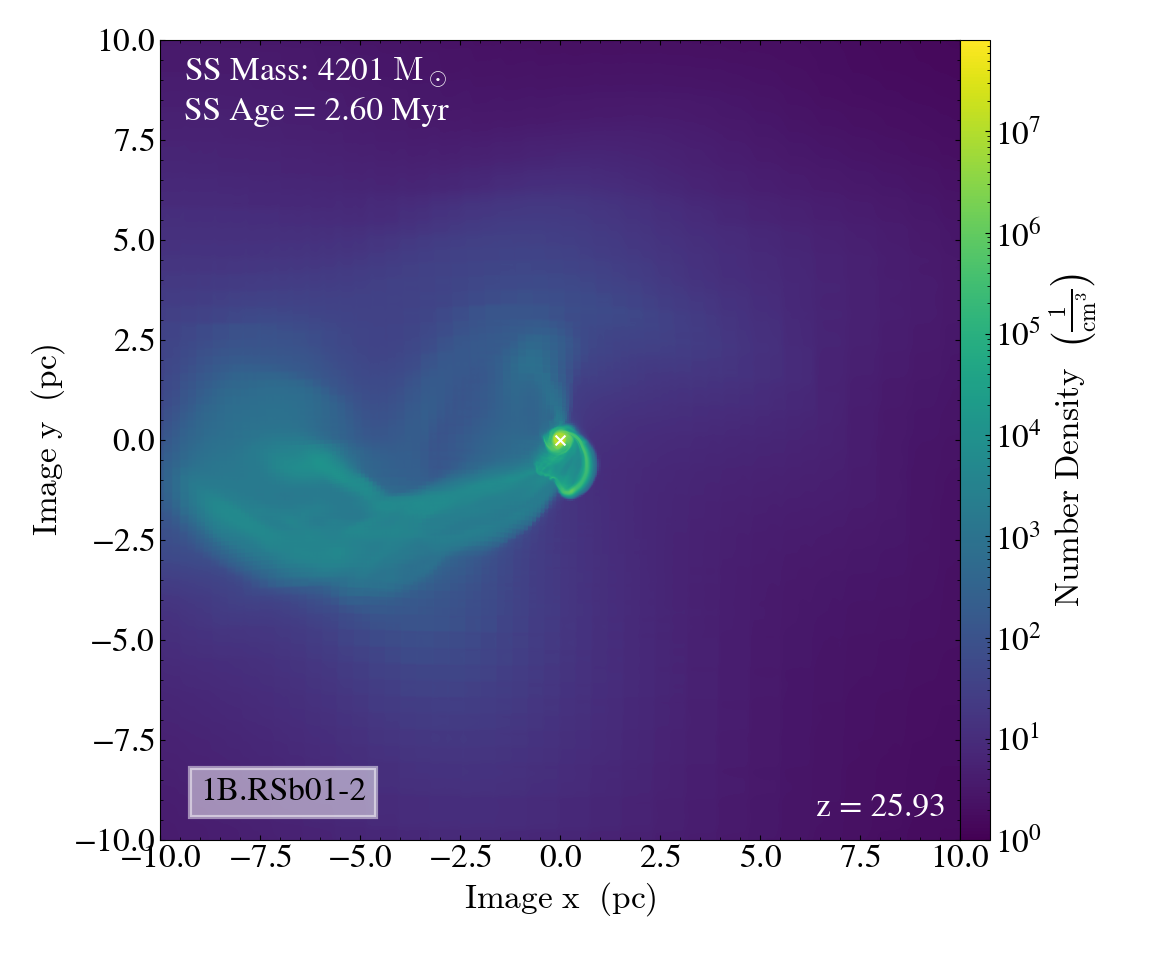 SS Mass: 4201 M⊙
SS Age = 2.60 Myr
1B.RSb01-2
z = 25.93
10.0
7.5
5.0
2.5
0.0
−2.5
−5.0
−7.5
−10.0
Image y (pc)
−10.0 −7.5 −5.0 −2.5 0.0 2.5 5.0 7.5 10.0
Image x (pc)
10⁷
10⁶
10⁵
10⁴
10³
10²
10¹
10⁰
Number Density (1/cm³)